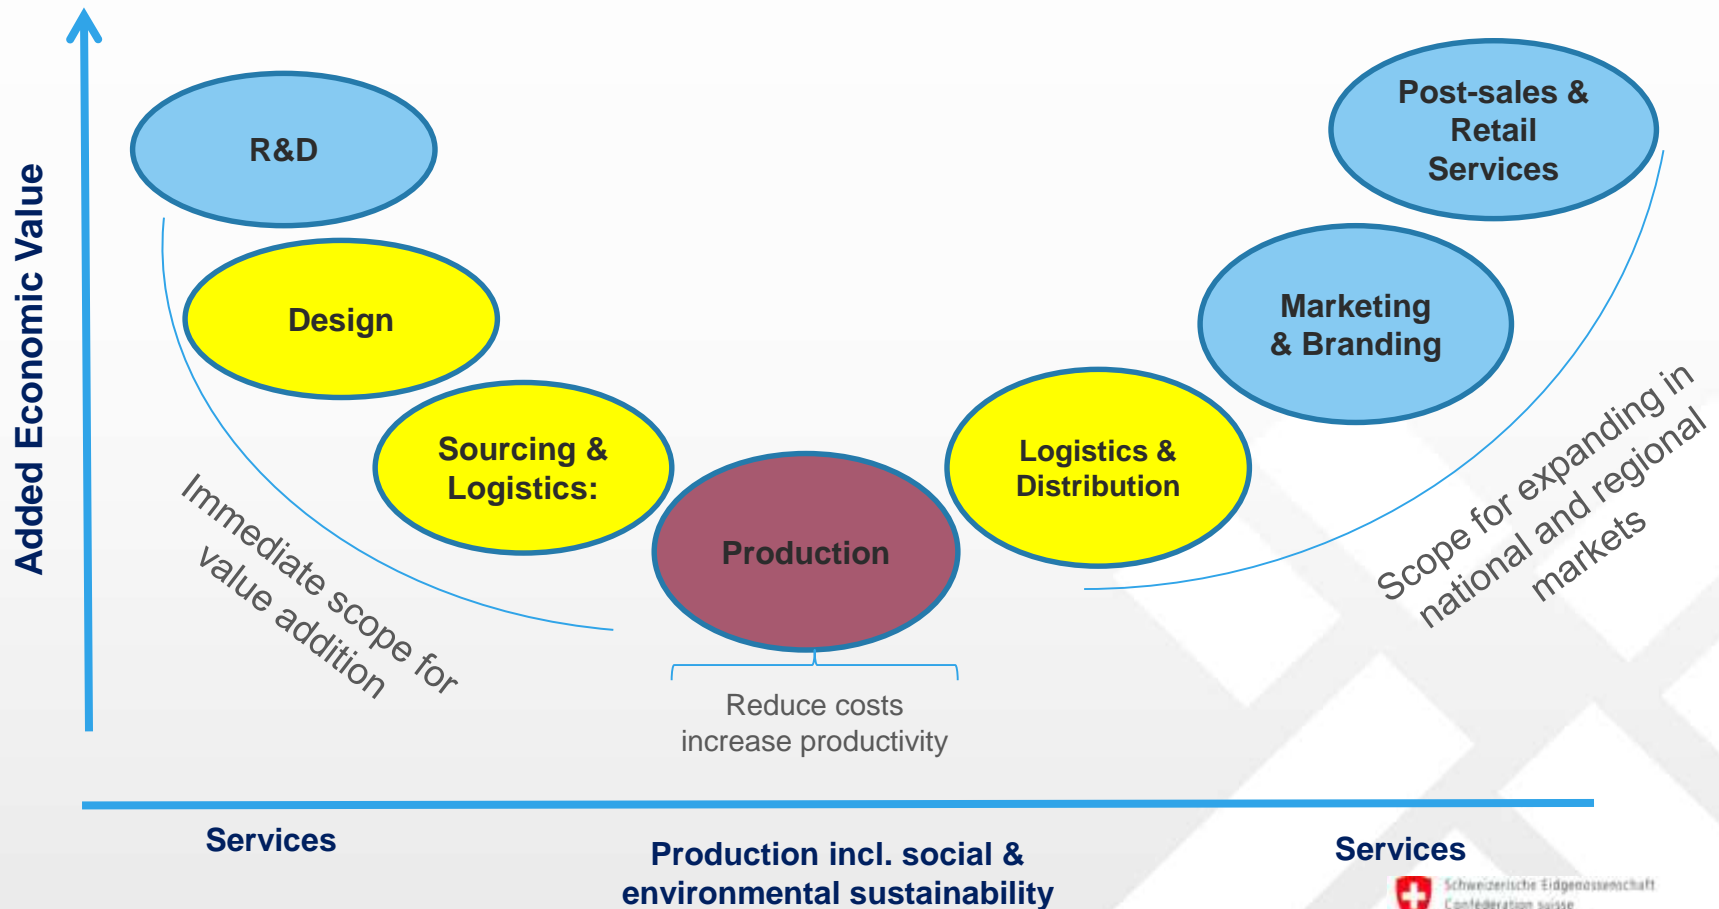 Added Economic Value
R&D
Design
Sourcing &
Logistics:
Production
Logistics &
Distribution
Marketing
& Branding
Post-sales &
Retail
Services
Immediate scope for
value addition
Reduce costs
increase productivity
Scope for expanding in
national and regional
markets
Services
Production incl. social &
environmental sustainability
Services
Schweizerische Eidgenossenschaft
Confédération suisse